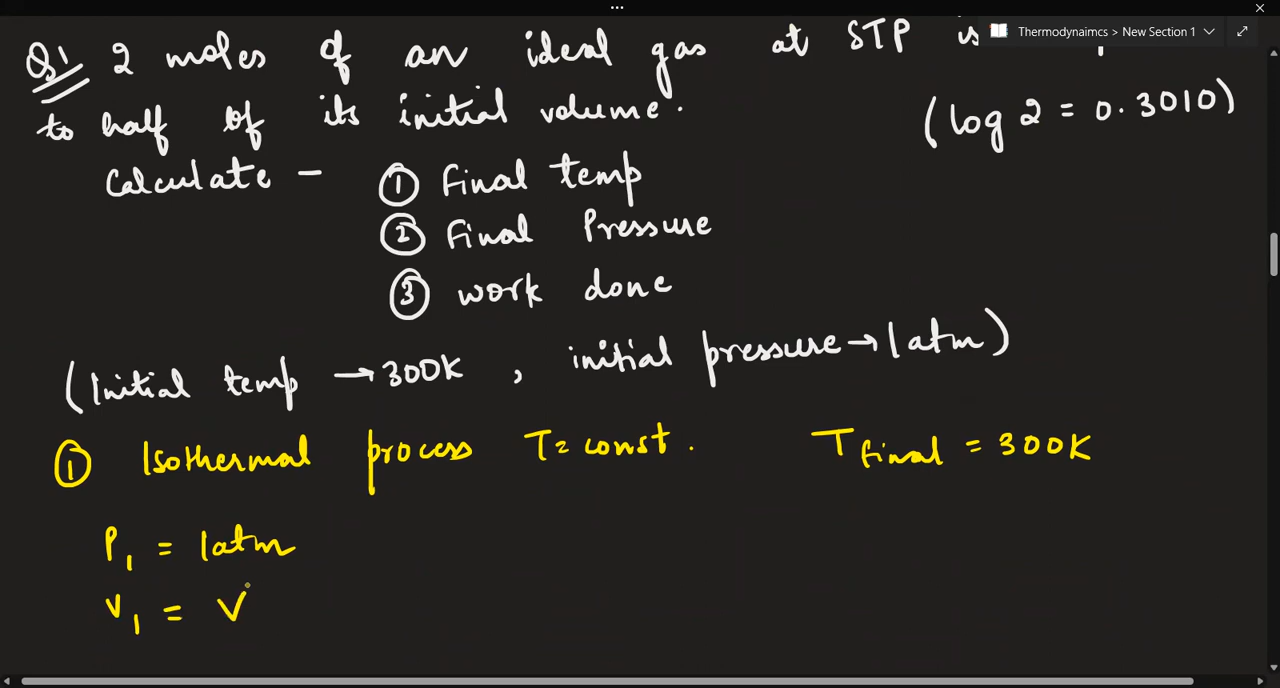 Thermodynaimcs > New Section 1
Q1 2 moles of an ideal gas at STP is
to half of its initial volume.
(log 2 = 0.3010)
Calculate - ① final temp
② final Pressure
③ work done
(Initial temp → 300K , initial pressure → 1atm)
① Isothermal process T = const. T final = 300K
P1 = 1atm
V1 = V